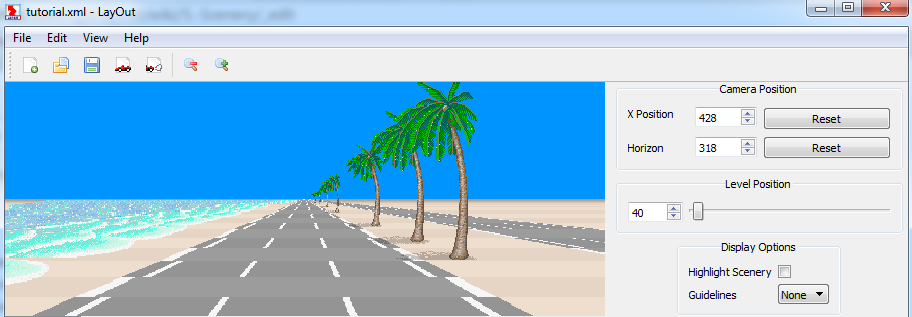 tutorial.xml - LayOut
File Edit View Help
Camera Position
X Position 428 Reset
Horizon 318 Reset
Level Position
40
Display Options
Highlight Scenery
Guidelines None